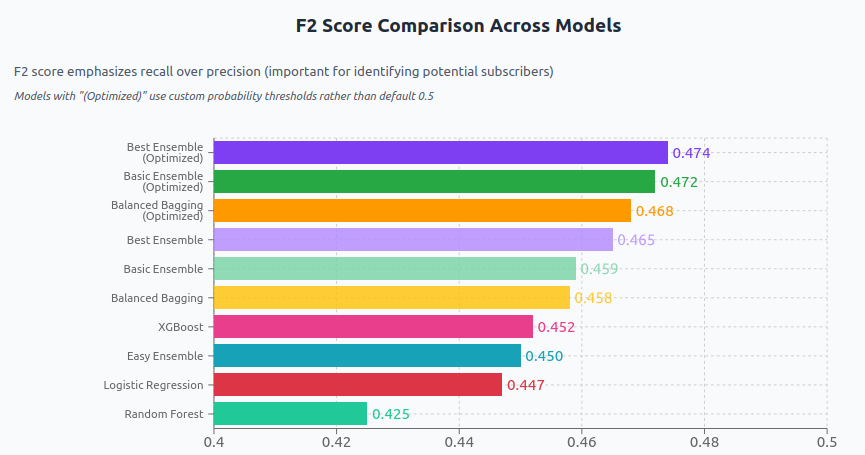 F2 Score Comparison Across Models
F2 score emphasizes recall over precision (important for identifying potential subscribers)
Models with "(Optimized)" use custom probability thresholds rather than default 0.5
Best Ensemble
(Optimized)
0.474
Basic Ensemble
(Optimized)
0.472
Balanced Bagging
(Optimized)
0.468
Best Ensemble
0.465
Basic Ensemble
0.459
Balanced Bagging
0.458
XGBoost
0.452
Easy Ensemble
0.450
Logistic Regression
0.447
Random Forest
0.425
0.4 0.42 0.44 0.46 0.48 0.5